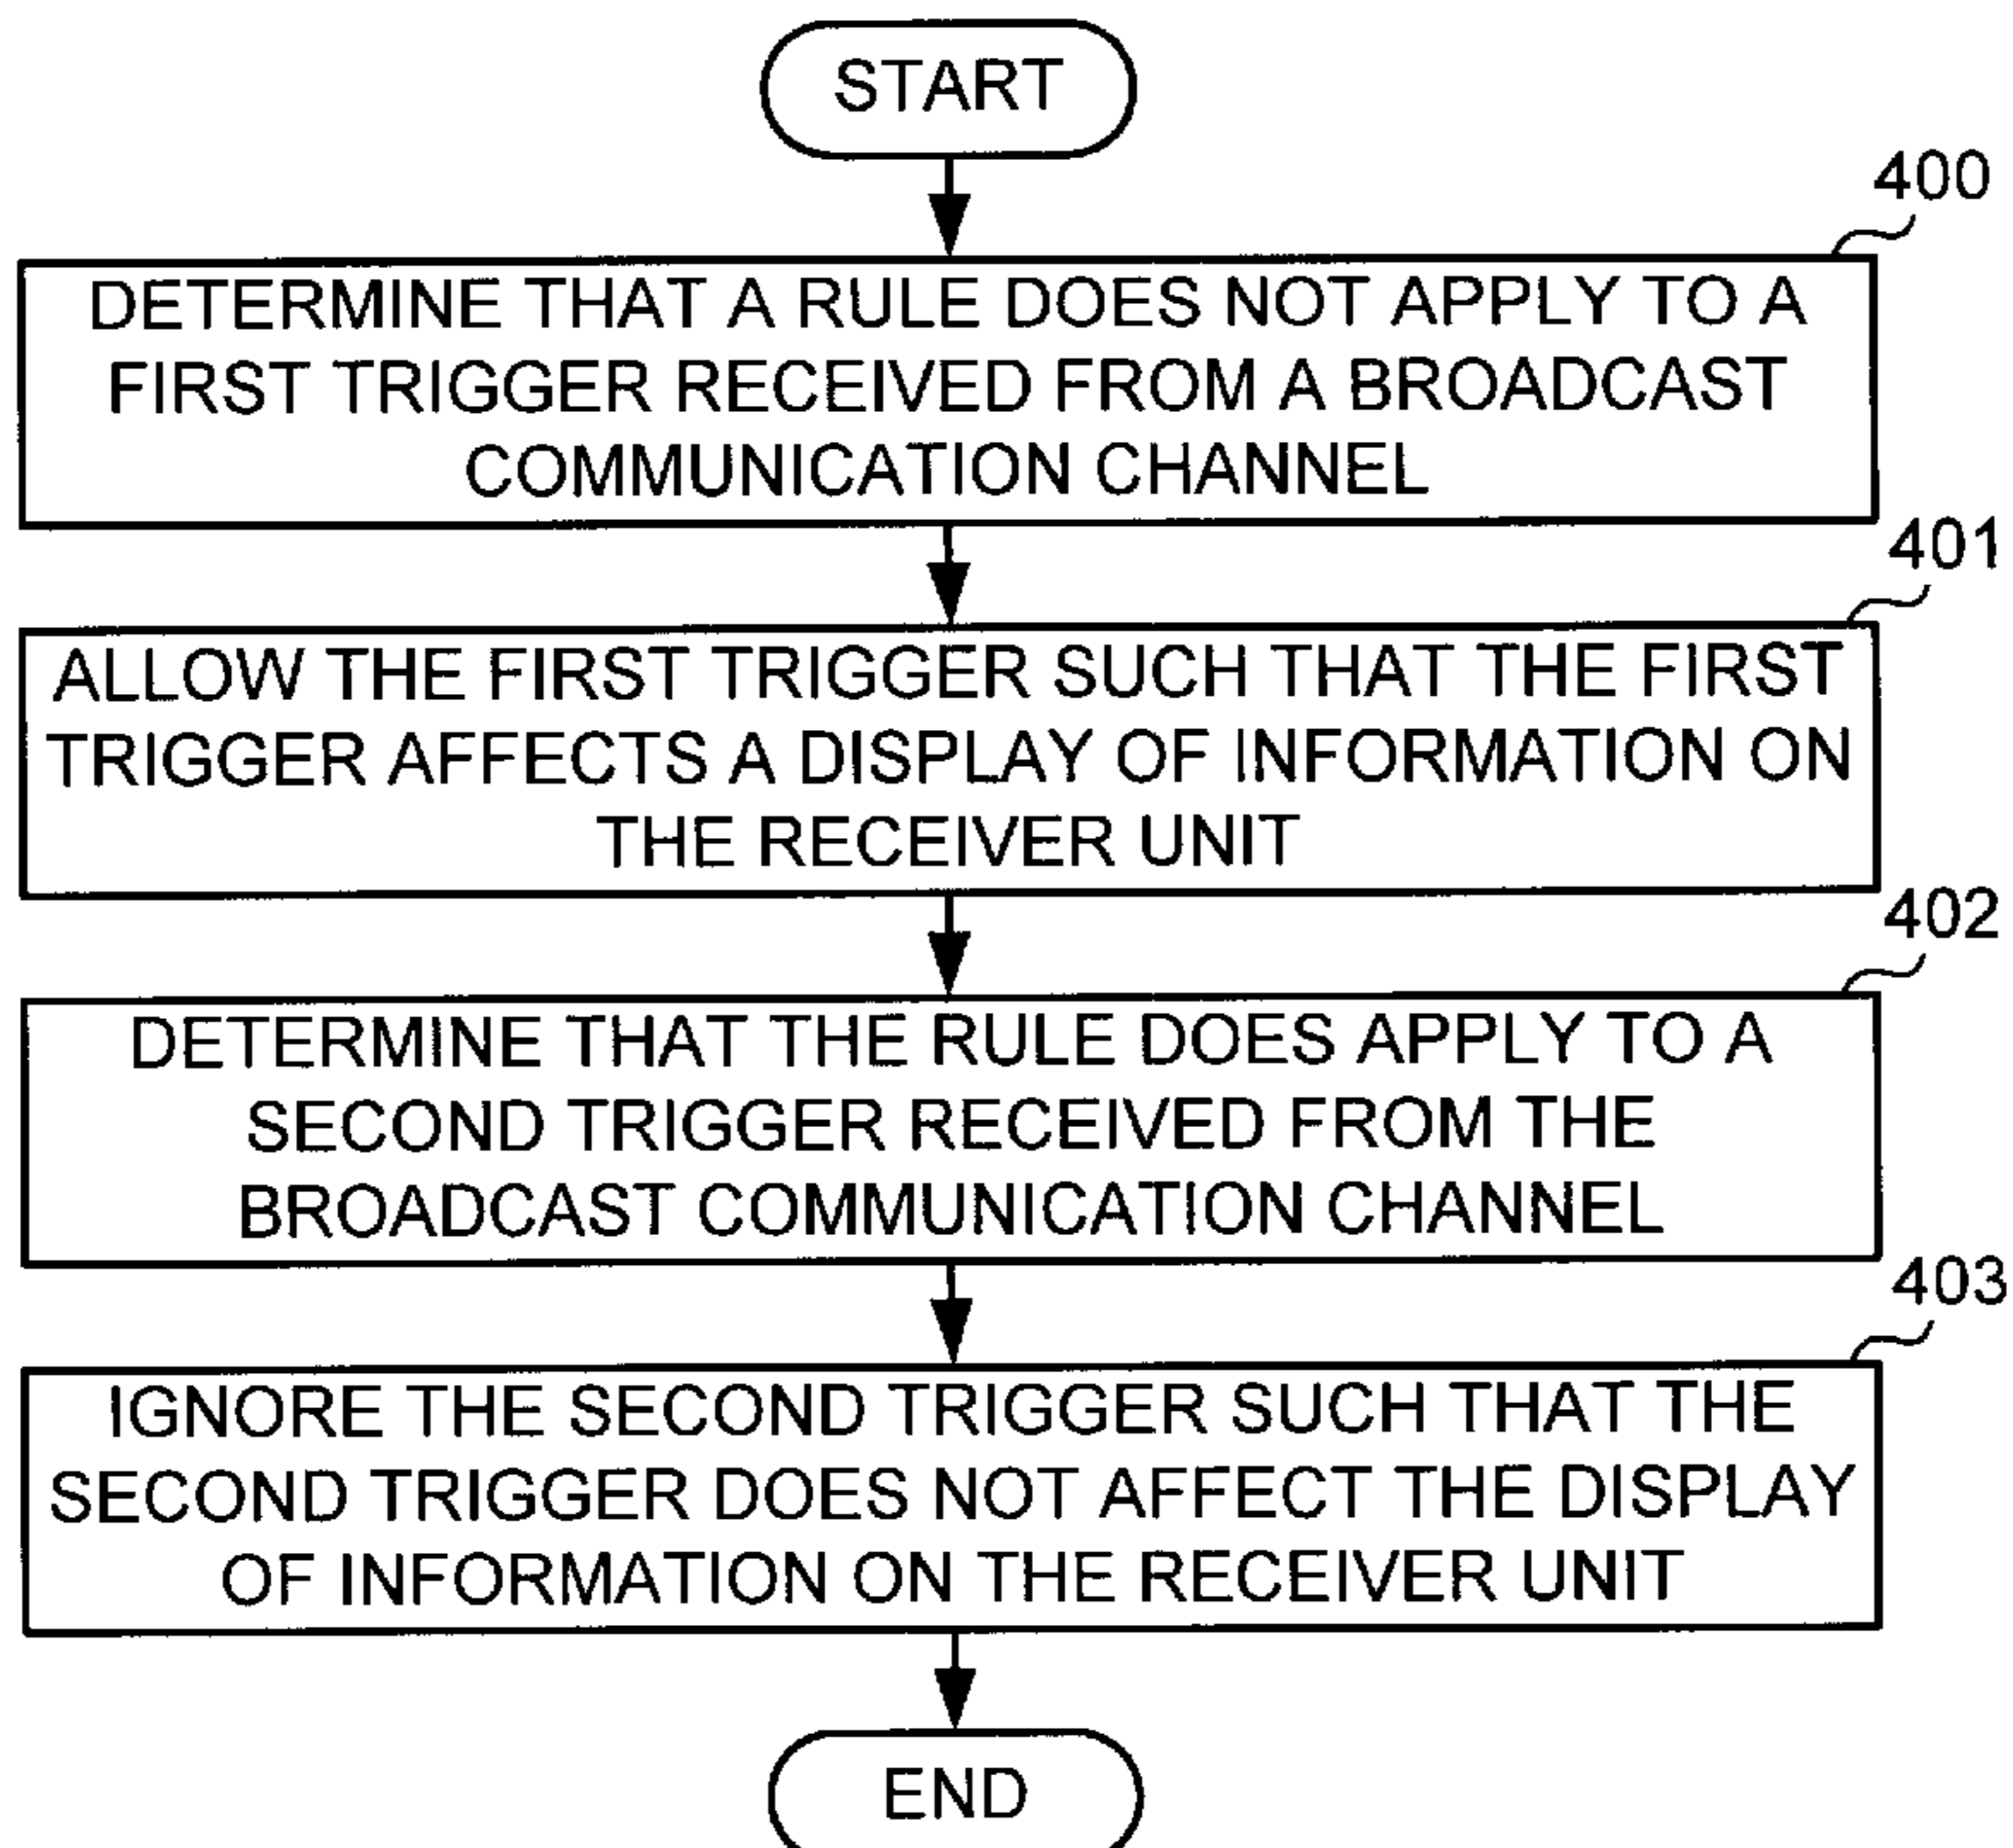 START
400
DETERMINE THAT A RULE DOES NOT APPLY TO A
FIRST TRIGGER RECEIVED FROM A BROADCAST
COMMUNICATION CHANNEL
401
ALLOW THE FIRST TRIGGER SUCH THAT THE FIRST
TRIGGER AFFECTS A DISPLAY OF INFORMATION ON
THE RECEIVER UNIT
402
DETERMINE THAT THE RULE DOES APPLY TO A
SECOND TRIGGER RECEIVED FROM THE
BROADCAST COMMUNICATION CHANNEL
403
IGNORE THE SECOND TRIGGER SUCH THAT THE
SECOND TRIGGER DOES NOT AFFECT THE DISPLAY
OF INFORMATION ON THE RECEIVER UNIT
END